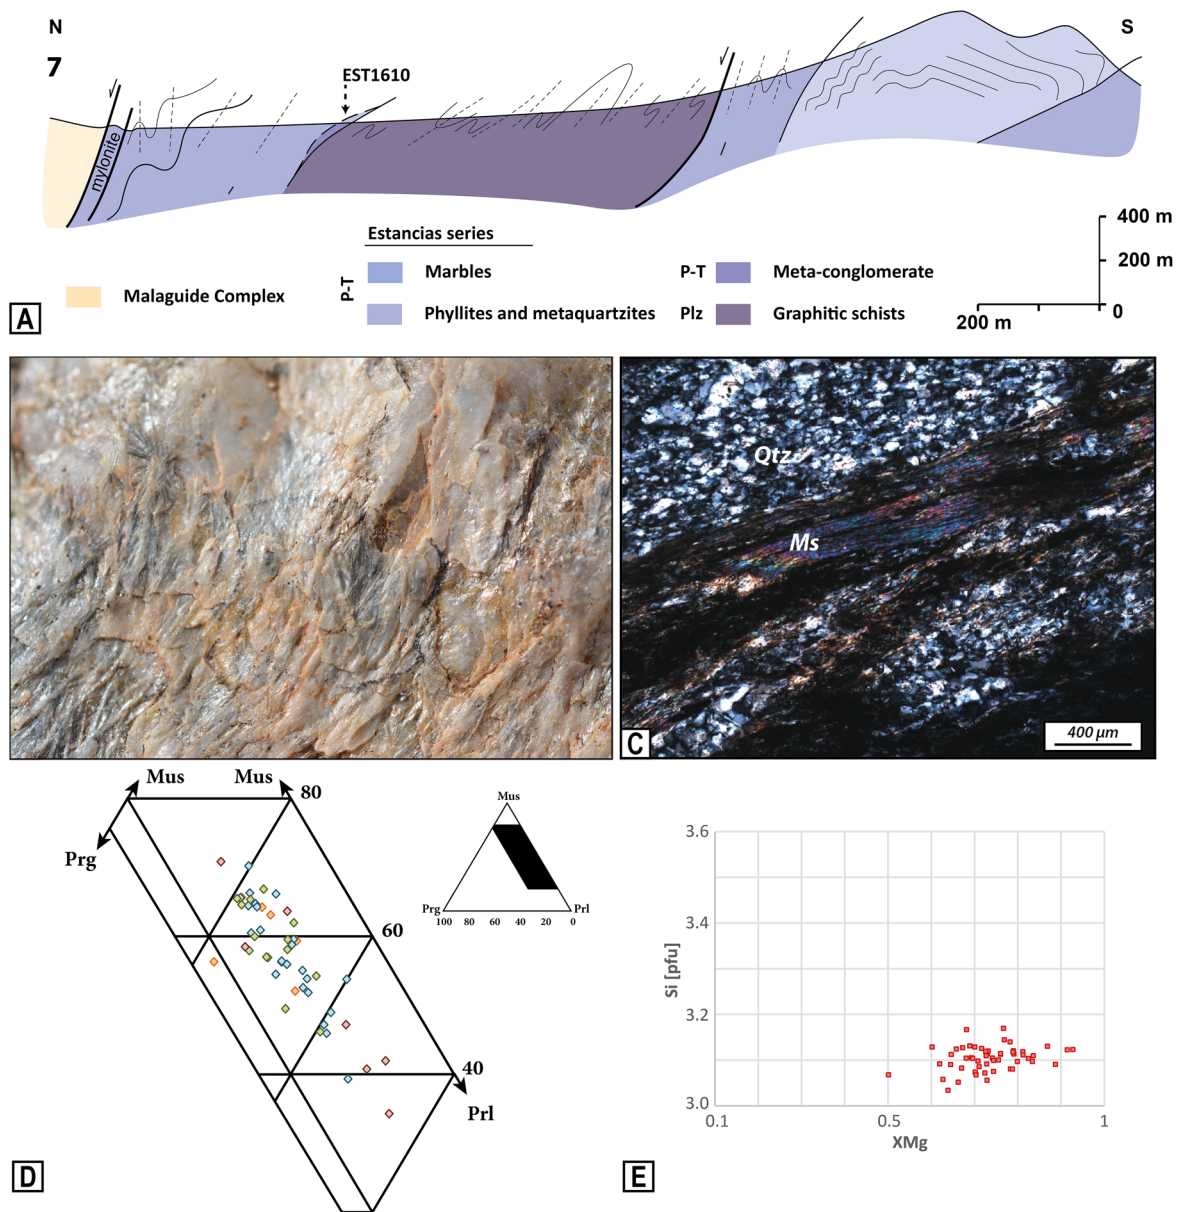 N
S
7
EST1610
mylonite
400 m
200 m
0
200 m
Estancias series
P-T
Marbles
P-T
Meta-conglomerate
Malaguide Complex
Phyllites and metaquartzites
Plz
Graphitic schists
A
Qtz
Ms
C
400 µm
Mus
Mus
80
Prg
60
40
Prl
Mus
Prg
Prl
100 80 60 40 20 0
D
3.6
3.4
3.2
3.0
Si [pfu]
0.1
0.5
1
XMg
E